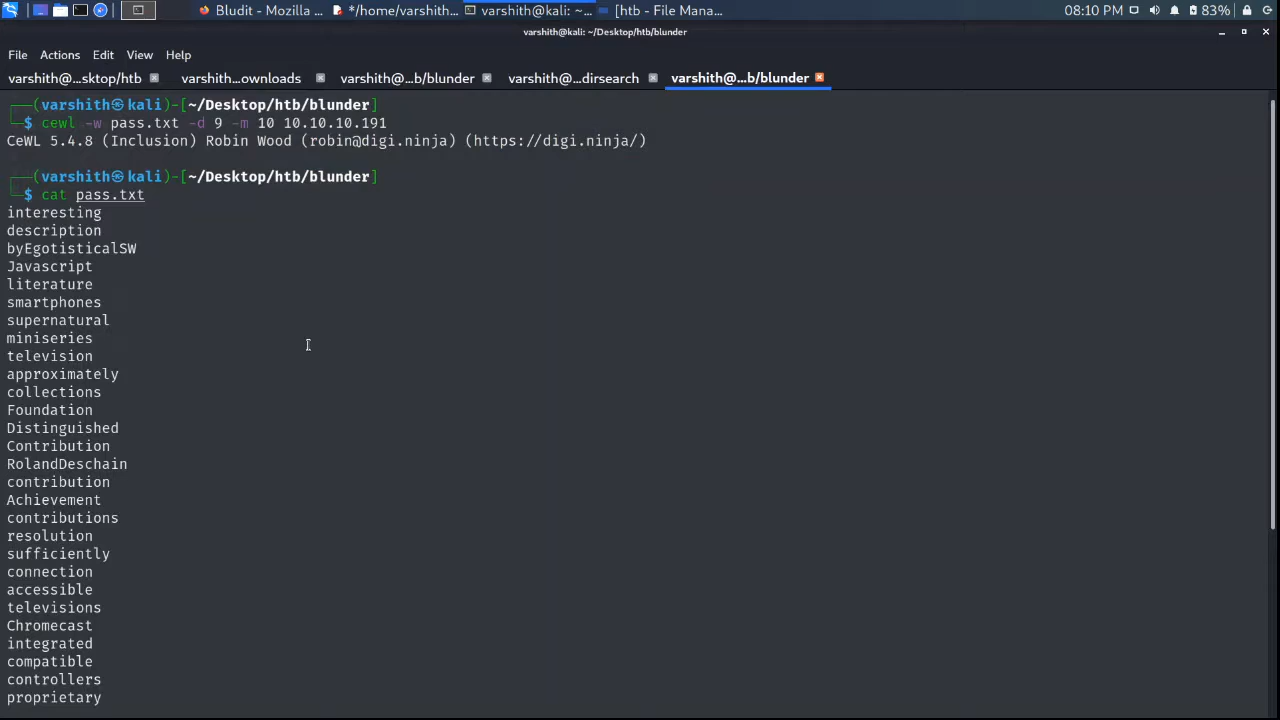 Bludit - Mozilla ...
*/home/varshith...
varshith@kali: ~...
[htb - File Mana...
08:10 PM
83%
varshith@kali: ~/Desktop/htb/blunder
File Actions Edit View Help
varshith@...sktop/htb
varshith...ownloads
varshith@...b/blunder
varshith@...dirsearch
varshith@...b/blunder
(varshith㉿kali)-[~/Desktop/htb/blunder]
$ cewl -w pass.txt -d 9 -m 10 10.10.10.191
CeWL 5.4.8 (Inclusion) Robin Wood (robin@digi.ninja) (https://digi.ninja/)
(varshith㉿kali)-[~/Desktop/htb/blunder]
$ cat pass.txt
interesting
description
byEgotisticalSW
Javascript
literature
smartphones
supernatural
miniseries
television
approximately
collections
Foundation
Distinguished
Contribution
RolandDeschain
contribution
Achievement
contributions
resolution
sufficiently
connection
accessible
televisions
Chromecast
integrated
compatible
controllers
proprietary